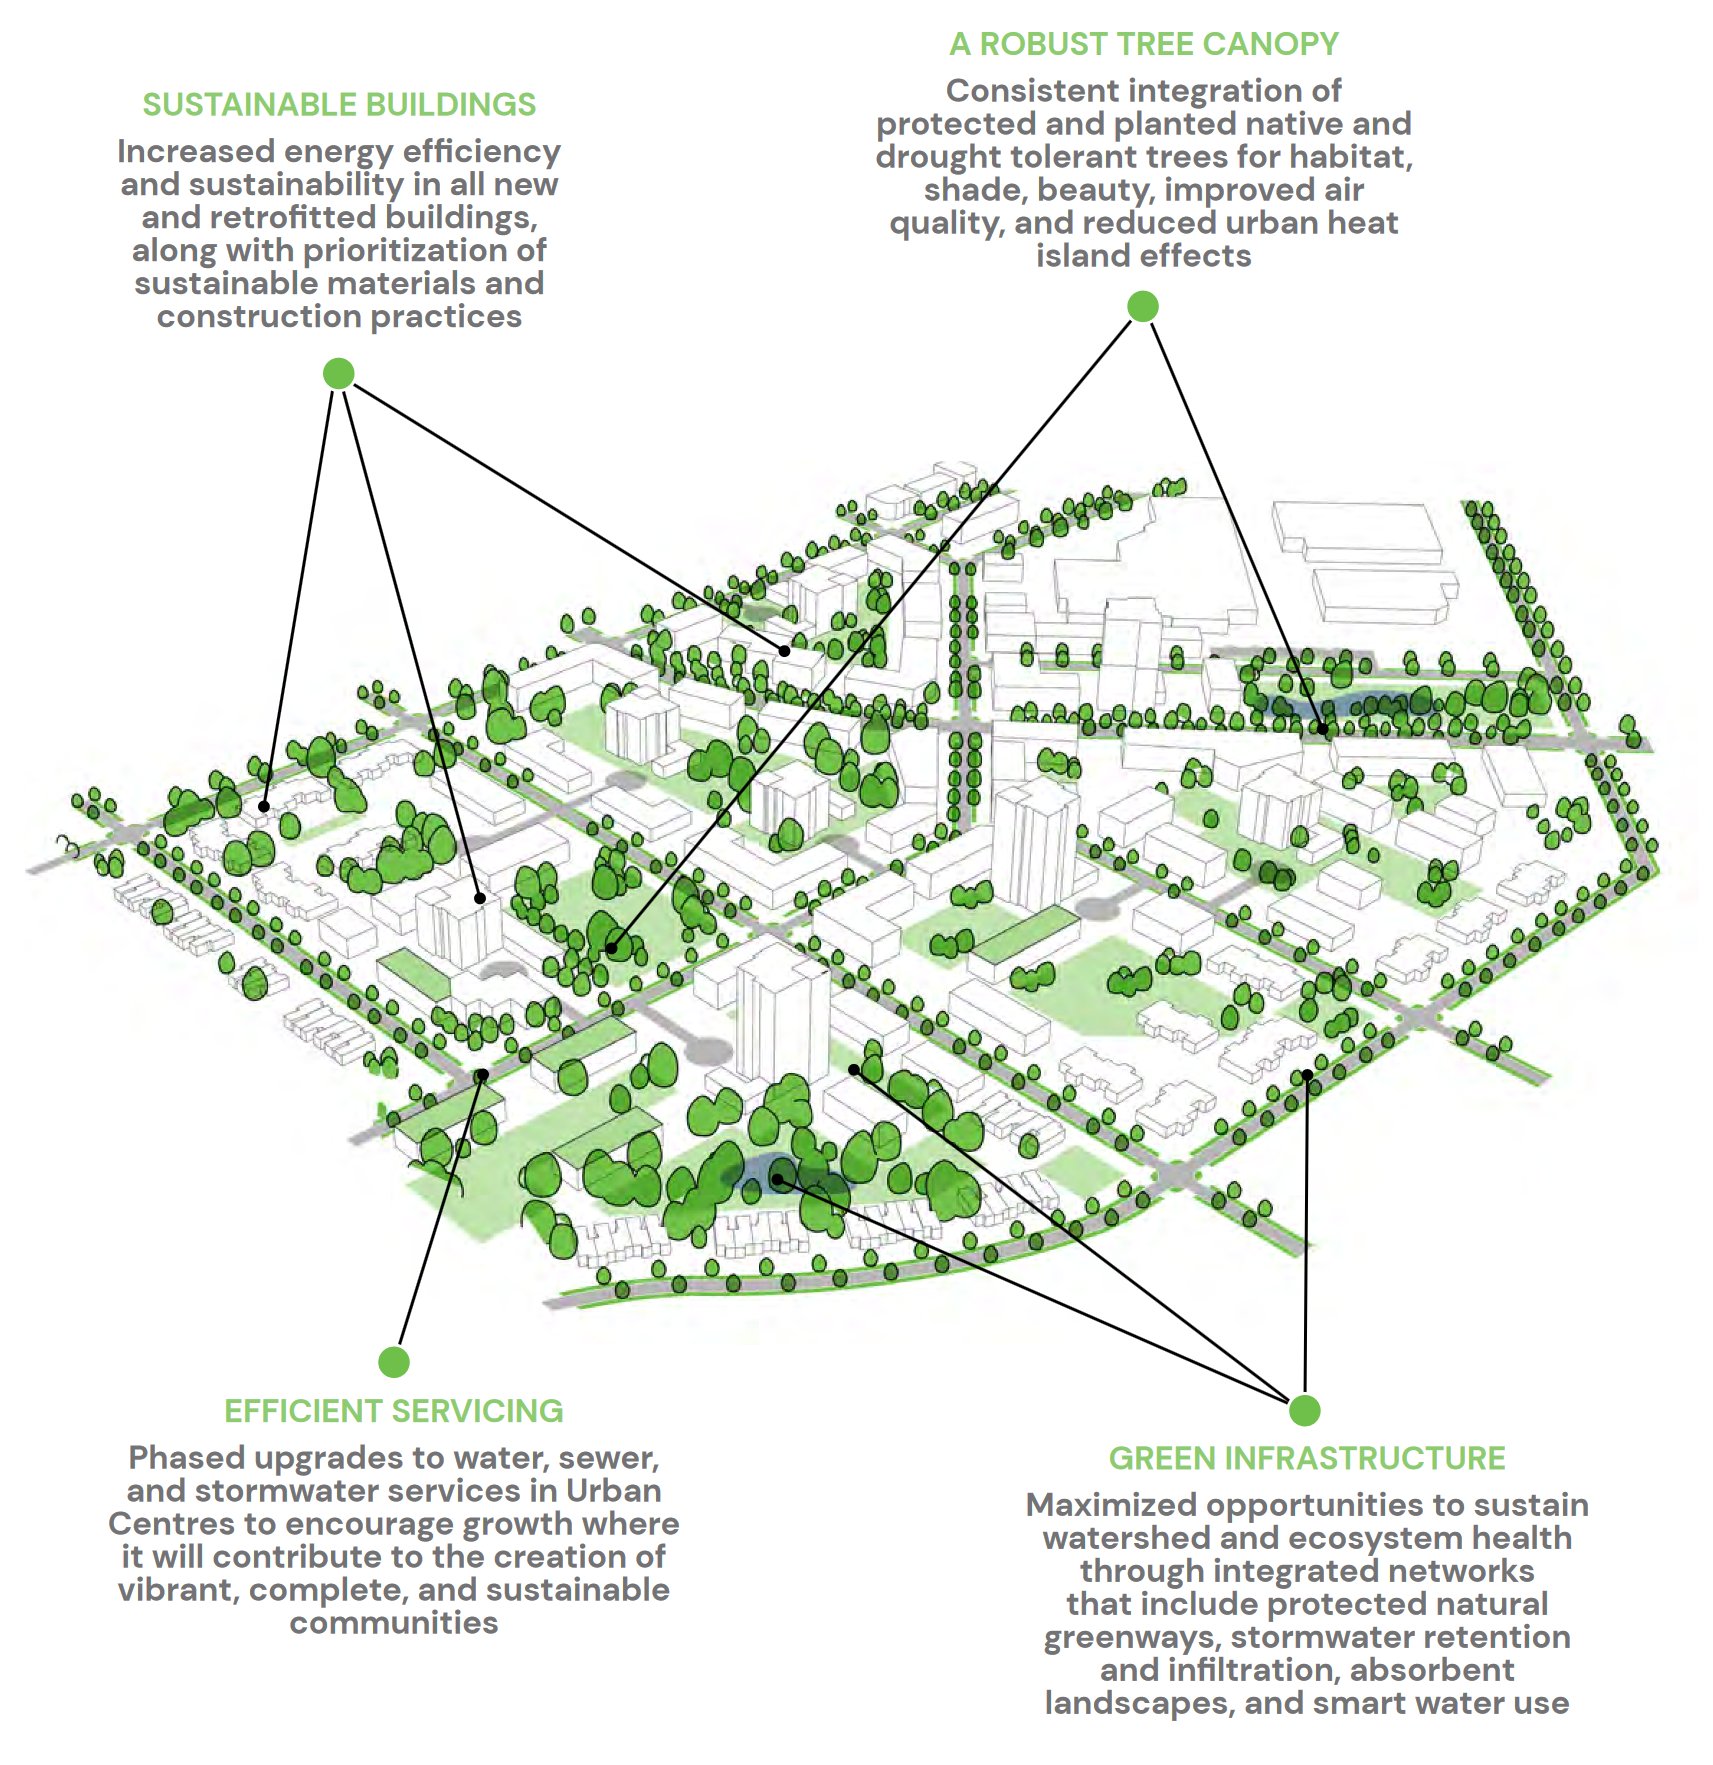 SUSTAINABLE BUILDINGS
Increased energy efficiency
and sustainability in all new
and retrofitted buildings,
along with prioritization of
sustainable materials and
construction practices
A ROBUST TREE CANOPY
Consistent integration of
protected and planted native and
drought tolerant trees for habitat,
shade, beauty, improved air
quality, and reduced urban heat
island effects
EFFICIENT SERVICING
Phased upgrades to water, sewer,
and stormwater services in Urban
Centres to encourage growth where
it will contribute to the creation of
vibrant, complete, and sustainable
communities
GREEN INFRASTRUCTURE
Maximized opportunities to sustain
watershed and ecosystem health
through integrated networks
that include protected natural
greenways, stormwater retention
and infiltration, absorbent
landscapes, and smart water use